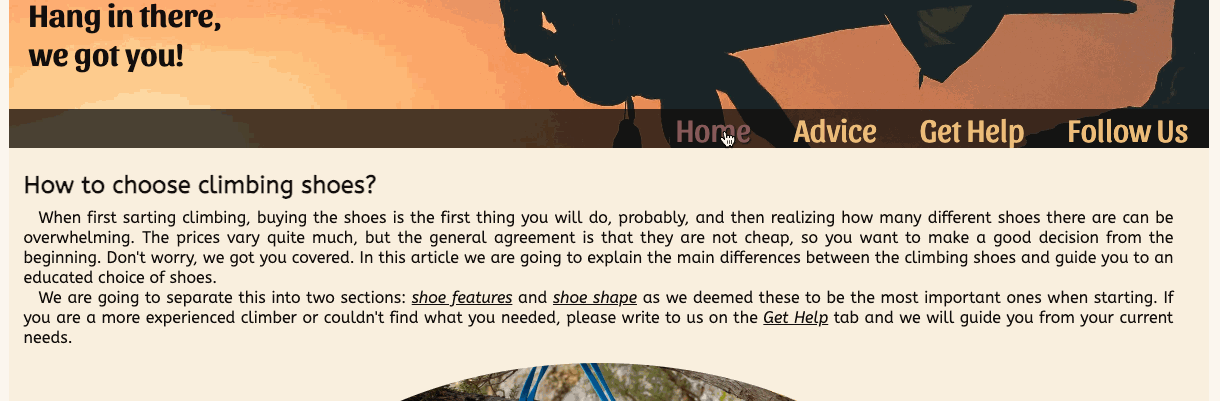 Hang in there,
we got you!
Home Advice Get Help Follow Us
How to choose climbing shoes?
When first sarting climbing, buying the shoes is the first thing you will do, probably, and then realizing how many different shoes there are can be
overwhelming. The prices vary quite much, but the general agreement is that they are not cheap, so you want to make a good decision from the
beginning. Don't worry, we got you covered. In this article we are going to explain the main differences between the climbing shoes and guide you to an
educated choice of shoes.
We are going to separate this into two sections: shoe features and shoe shape as we deemed these to be the most important ones when starting. If
you are a more experienced climber or couldn't find what you needed, please write to us on the Get Help tab and we will guide you from your current
needs.